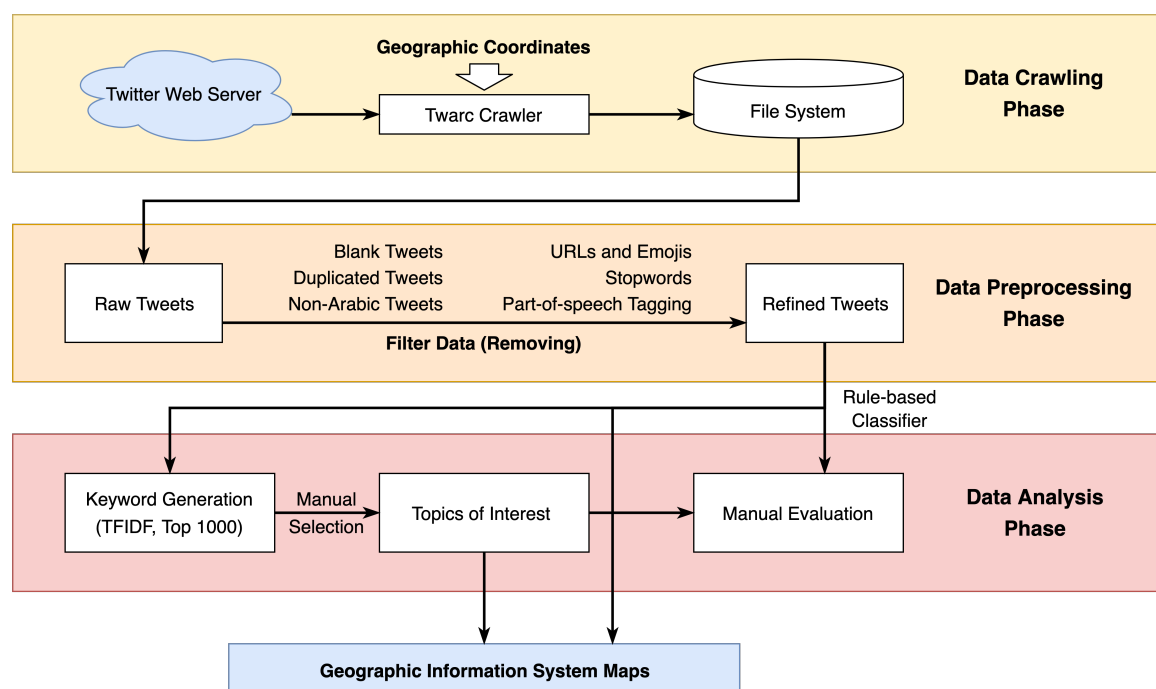 Geographic Coordinates
Twitter Web Server
Twarc Crawler
File System
Data Crawling
Phase
Blank Tweets
Duplicated Tweets
Non-Arabic Tweets
URLs and Emojis
Stopwords
Part-of-speech Tagging
Raw Tweets
Filter Data (Removing)
Refined Tweets
Data Preprocessing
Phase
Rule-based
Classifier
Keyword Generation
(TFIDF, Top 1000)
Manual
Selection
Topics of Interest
Manual Evaluation
Data Analysis
Phase
Geographic Information System Maps